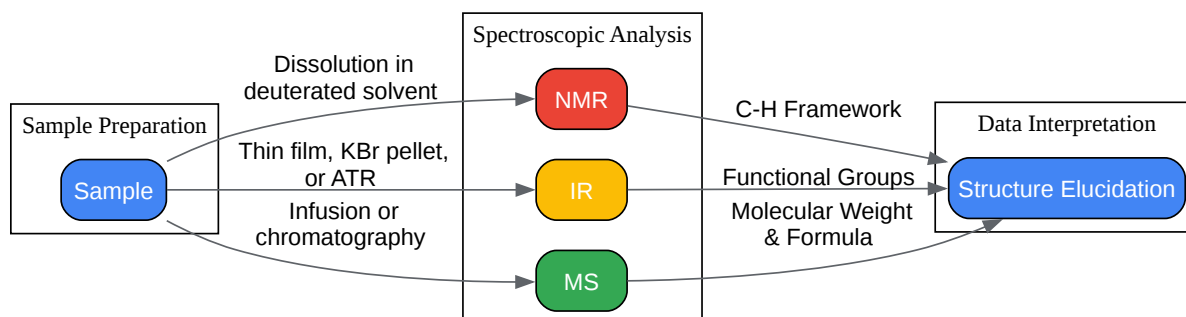 Sample Preparation
Sample
Dissolution in
deuterated solvent
Thin film, KBr pellet,
or ATR
Infusion or
chromatography
Spectroscopic Analysis
NMR
IR
MS
C-H Framework
Functional Groups
Molecular Weight
& Formula
Data Interpretation
Structure Elucidation